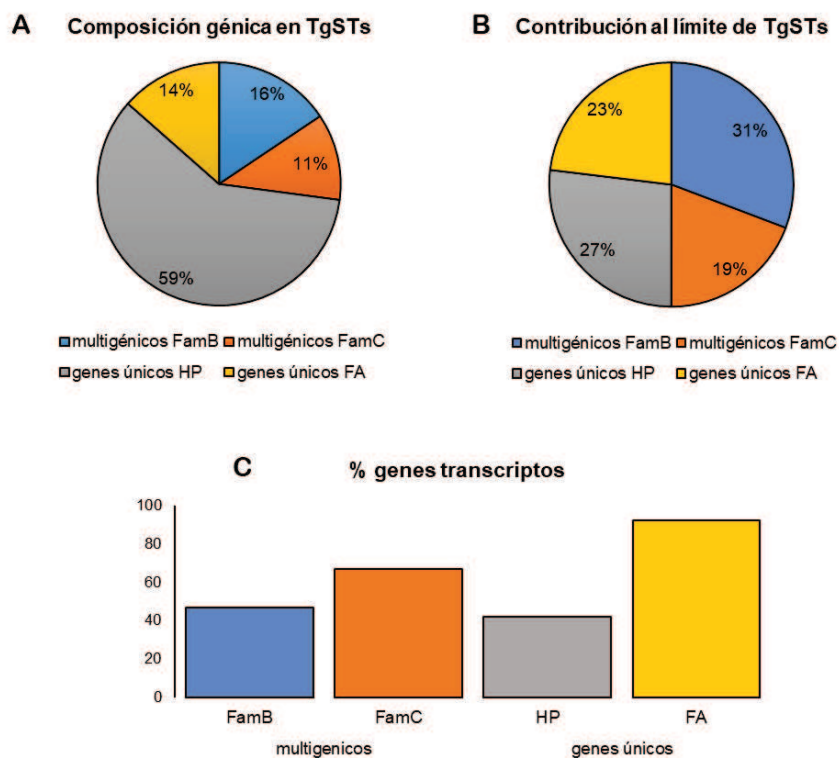 A Composición génica en TgSTs
14%
16%
11%
59%
multigénicos FamB multigénicos FamC
genes únicos HP genes únicos FA
B Contribución al límite de TgSTs
23%
31%
27%
19%
multigénicos FamB multigénicos FamC
genes únicos HP genes únicos FA
C % genes transcriptos
100
80
60
40
20
0
FamB FamC HP FA
multigenicos genes únicos